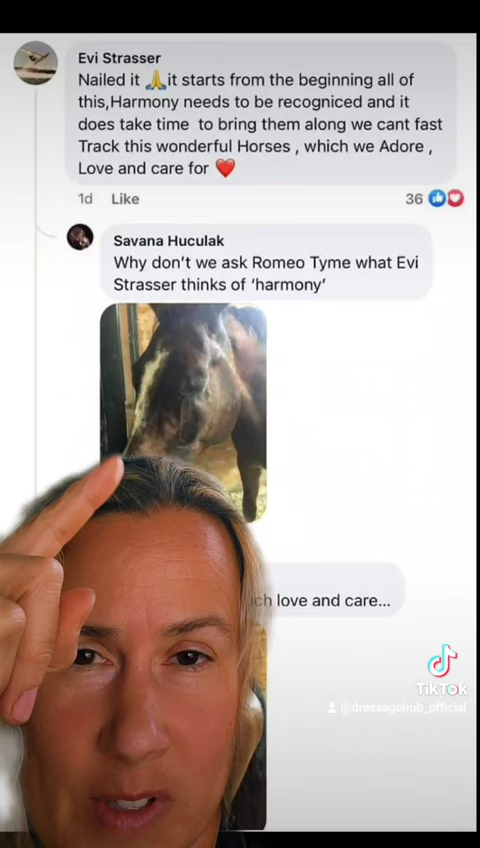 Evi Strasser
Nailed it 🙏it starts from the beginning all of
this,Harmony needs to be recogniced and it
does take time to bring them along we cant fast
Track this wonderful Horses , which we Adore ,
Love and care for ❤️
1d Like 36
Savana Huculak
Why don't we ask Romeo Tyme what Evi
Strasser thinks of 'harmony'
love and care...
TikTok
@dressagehub_official